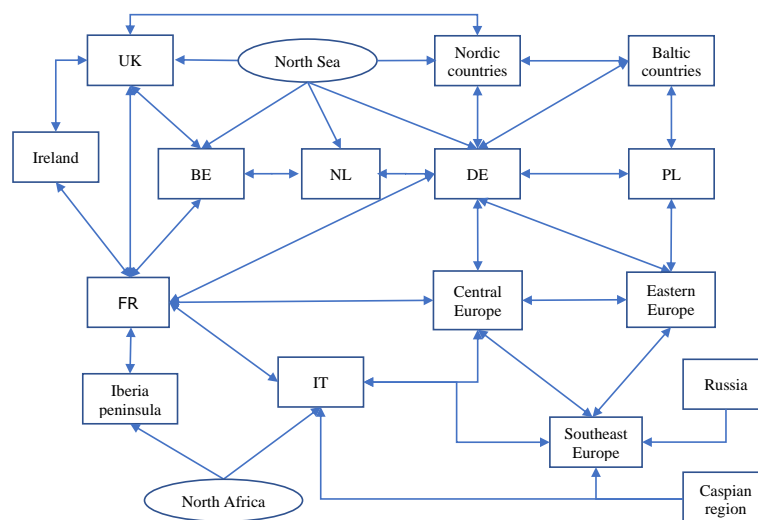 UK
North Sea
Nordic
countries
Baltic
countries
Ireland
BE
NL
DE
PL
FR
Central
Europe
Eastern
Europe
Iberia
peninsula
IT
Russia
Southeast
Europe
North Africa
Caspian
region